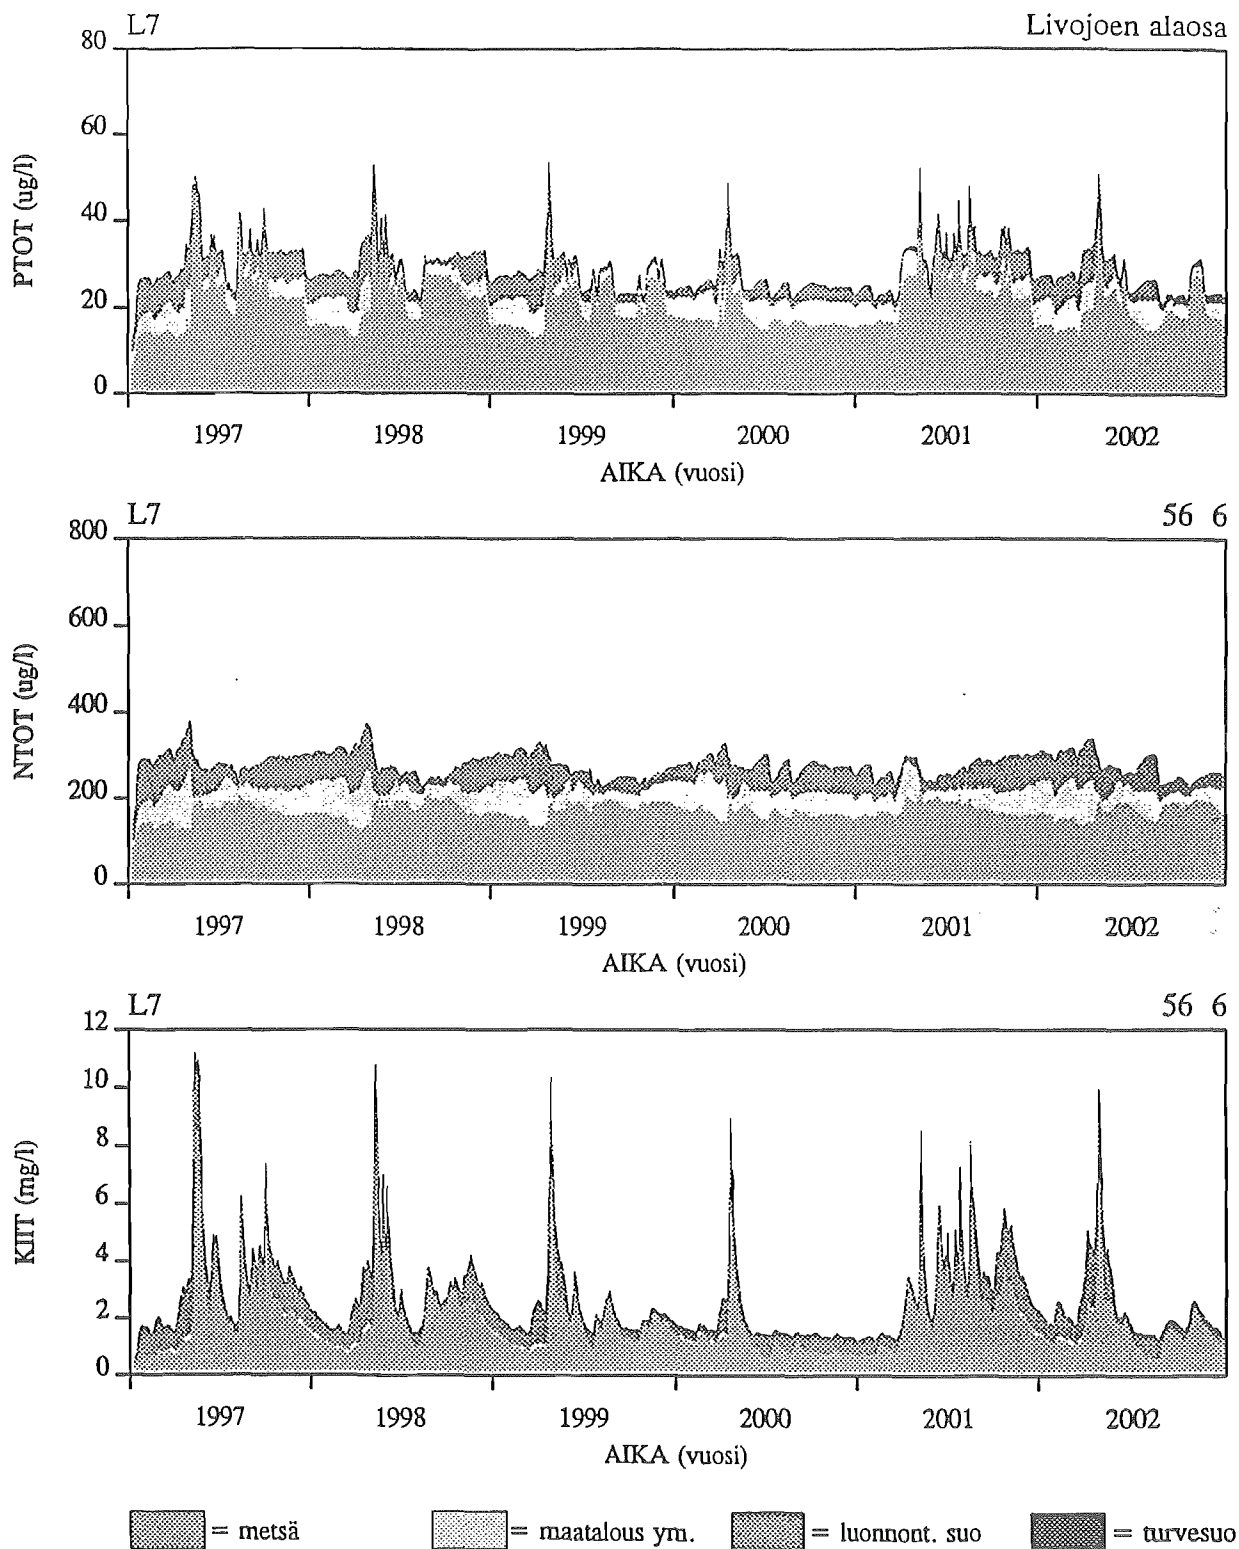 L7 Livojoen alaosa
80
60
40
20
0
PTOT (ug/l)
1997 1998 1999 2000 2001 2002
AIKA (vuosi)
L7 56 6
800
600
400
200
0
NTOT (ug/l)
1997 1998 1999 2000 2001 2002
AIKA (vuosi)
L7 56 6
12
10
8
6
4
2
0
KIIT (mg/l)
1997 1998 1999 2000 2001 2002
AIKA (vuosi)
= metsä = maatalous ym. = luonnont. suo = turvesuo